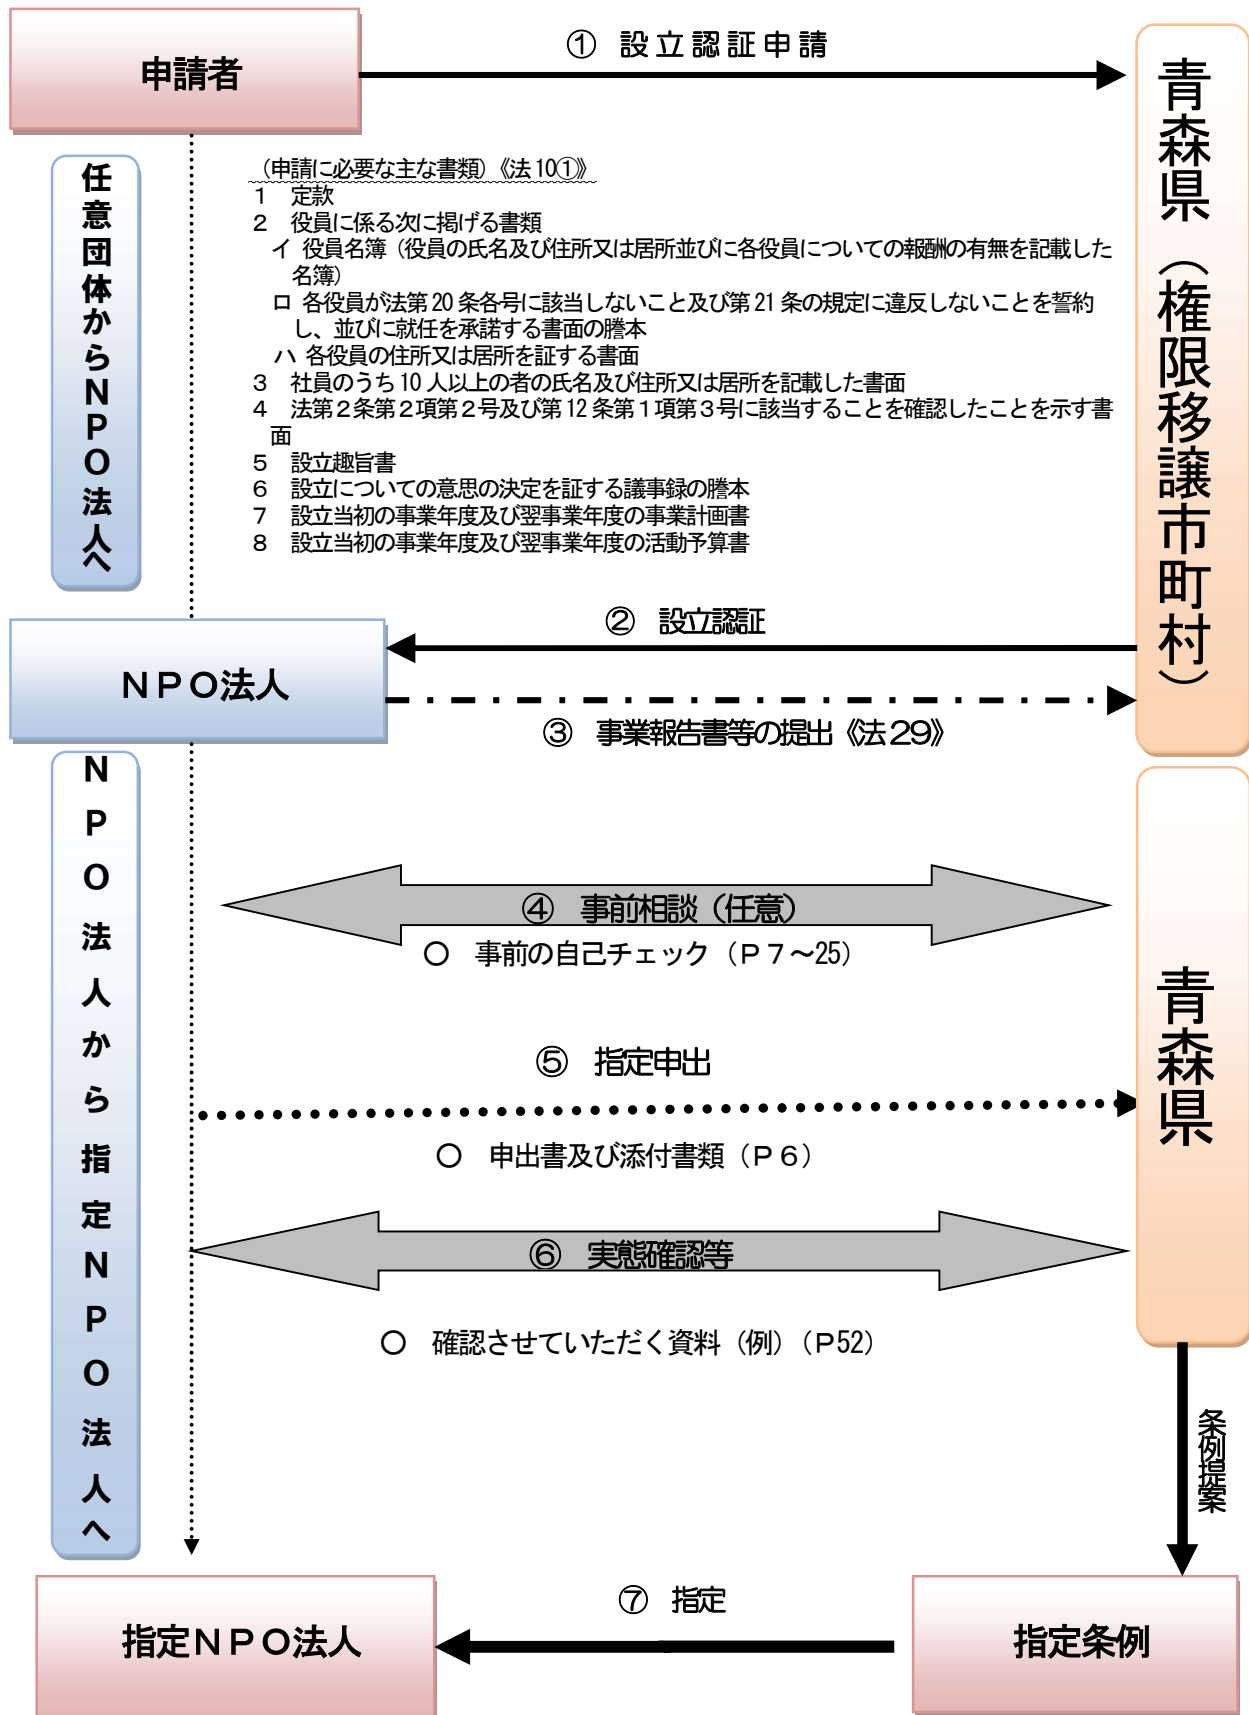 申請者
① 設立認証申請
青森県（権限移譲市町村）
任意団体からＮＰＯ法人へ
（申請に必要な主な書類）《法10①》
１　定款
２　役員に係る次に掲げる書類
イ 役員名簿（役員の氏名及び住所又は居所並びに各役員についての報酬の有無を記載した
名簿）
ロ 各役員が法第20条各号に該当しないこと及び第21条の規定に違反しないことを誓約
し、並びに就任を承諾する書面の謄本
ハ 各役員の住所又は居所を証する書面
３　社員のうち10人以上の者の氏名及び住所又は居所を記載した書面
４　法第２条第２項第２号及び第12条第１項第３号に該当することを確認したことを示す書
面
５　設立趣旨書
６　設立についての意思の決定を証する議事録の謄本
７　設立当初の事業年度及び翌事業年度の事業計画書
８　設立当初の事業年度及び翌事業年度の活動予算書
② 設立認証
ＮＰＯ法人
③ 事業報告書等の提出《法29》
ＮＰＯ法人から指定ＮＰＯ法人へ
青森県
④ 事前相談（任意）
○ 事前の自己チェック（Ｐ７～25）
⑤ 指定申出
○ 申出書及び添付書類（Ｐ６）
⑥ 実態確認等
○ 確認させていただく資料（例）（Ｐ52）
条例提案
⑦ 指定
指定ＮＰＯ法人
指定条例